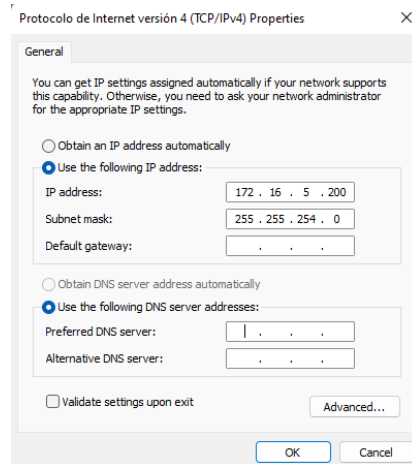 Protocolo de Internet versión 4 (TCP/IPv4) Properties
General
You can get IP settings assigned automatically if your network supports
this capability. Otherwise, you need to ask your network administrator
for the appropriate IP settings.
Obtain an IP address automatically
Use the following IP address:
IP address: 172 . 16 . 5 . 200
Subnet mask: 255 . 255 . 254 . 0
Default gateway: . . .
Obtain DNS server address automatically
Use the following DNS server addresses:
Preferred DNS server: . . .
Alternative DNS server: . . .
Validate settings upon exit
Advanced...
OK Cancel